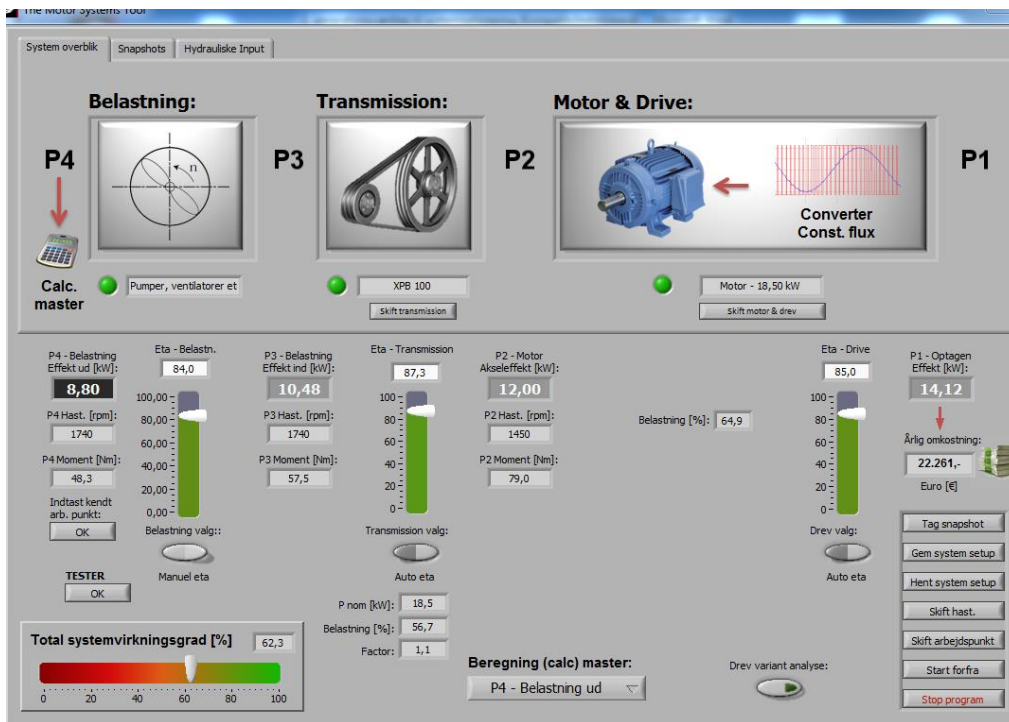 The Motor Systems Tool
System overblik
Snapshots
Hydrauliske Input
Belastning:
Transmission:
Motor & Drive:
P4
P3
P2
P1
n
Converter
Const. flux
Calc.
master
Pumper, ventilatorer et
XPB 100
Skift transmission
Motor - 18,50 kW
Skift motor & drev
P4 - Belastning
Effekt ud [kW]:
8,80
P4 Hast. [rpm]:
1740
P4 Moment [Nm]:
48,3
Indtast kendt
arb. punkt:
OK
TESTER
OK
Eta - Belastn.
84,0
100,00
80,00
60,00
40,00
20,00
0,00
Belastning valg::
Manuel eta
P3 - Belastning
Effekt ind [kW]:
10,48
P3 Hast. [rpm]:
1740
P3 Moment [Nm]:
57,5
Eta - Transmission
87,3
100
80
60
40
20
0
Transmission valg:
Auto eta
P nom [kW]: 18,5
Belastning [%]: 56,7
Factor: 1,1
P2 - Motor
Akseleffekt [kW]:
12,00
P2 Hast. [rpm]:
1450
P2 Moment [Nm]:
79,0
Belastning [%]: 64,9
Eta - Drive
85,0
100
80
60
40
20
0
Drev valg:
Auto eta
P1 - Optagen
Effekt [kW]:
14,12
Årlig omkostning:
22.261,-
Euro [€]
Tag snapshot
Gem system setup
Hent system setup
Skift hast.
Skift arbejdspunkt
Start forfra
Stop program
Total systemvirkningsgrad [%] 62,3
0 20 40 60 80 100
Beregning (calc) master:
P4 - Belastning ud
Drev variant analyse: